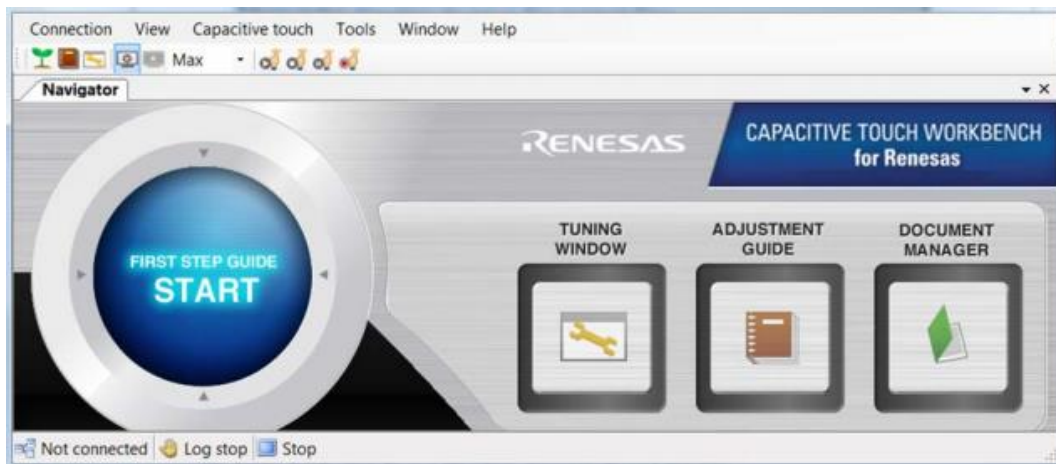 Connection View Capacitive touch Tools Window Help
Max
Navigator
RENESAS
CAPACITIVE TOUCH WORKBENCH
for Renesas
FIRST STEP GUIDE
START
TUNING
WINDOW
ADJUSTMENT
GUIDE
DOCUMENT
MANAGER
Not connected Log stop Stop